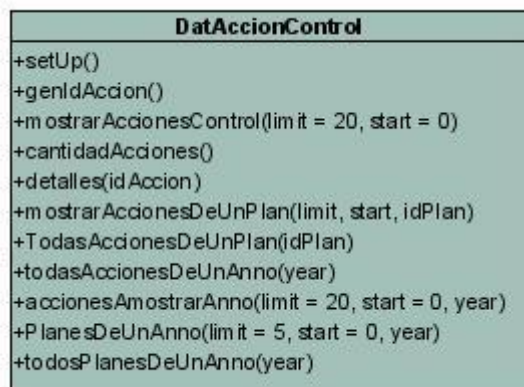 DatAccionControl
+setUp()
+genIdAccion()
+mostrarAccionesControl(limit = 20, start = 0)
+cantidadAcciones()
+detalles(idAccion)
+mostrarAccionesDeUnPlan(limit, start, idPlan)
+TodasAccionesDeUnPlan(idPlan)
+todasAccionesDeUnAnno(year)
+accionesAmostrarAnno(limit = 20, start = 0, year)
+PlanesDeUnAnno(limit = 5, start = 0, year)
+todosPlanesDeUnAnno(year)